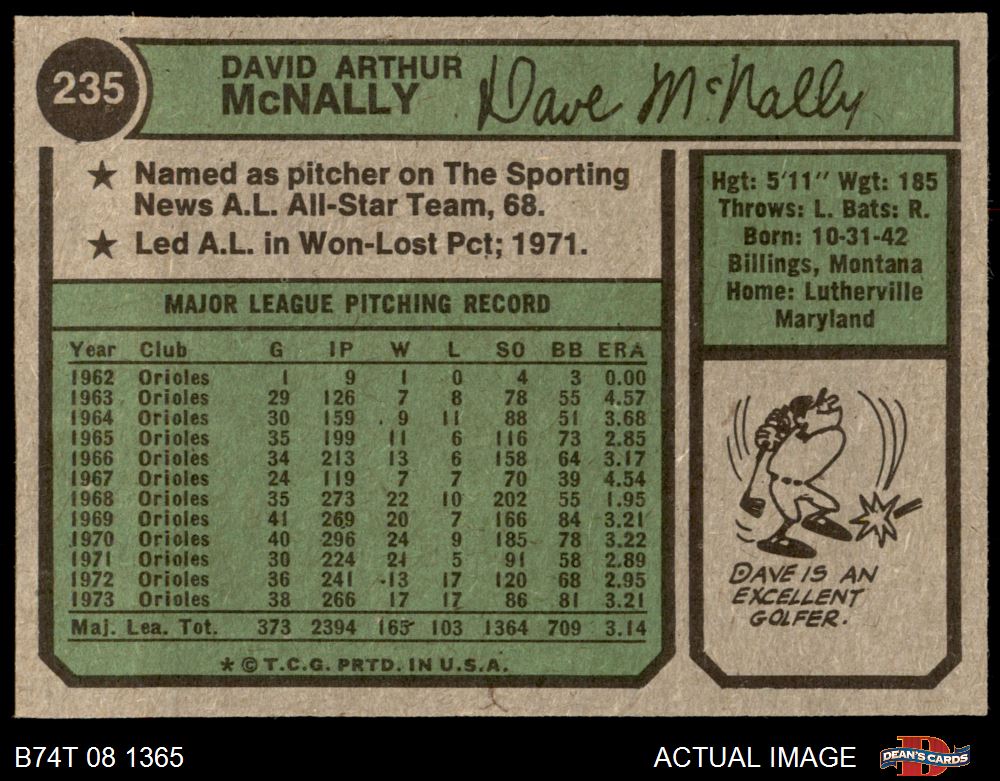 235
DAVID ARTHUR
McNALLY
Dave McNally
★ Named as pitcher on The Sporting
News A.L. All-Star Team, 68.
★ Led A.L. in Won-Lost Pct; 1971.
Hgt: 5'11" Wgt: 185
Throws: L. Bats: R.
Born: 10-31-42
Billings, Montana
Home: Lutherville
Maryland
MAJOR LEAGUE PITCHING RECORD
Year Club G IP W L SO BB ERA
1962 Orioles 1 9 1 0 4 3 0.00
1963 Orioles 29 126 7 8 78 55 4.57
1964 Orioles 30 159 9 11 88 51 3.68
1965 Orioles 35 199 11 6 116 73 2.85
1966 Orioles 34 213 13 6 158 64 3.17
1967 Orioles 24 119 7 7 70 39 4.54
1968 Orioles 35 273 22 10 202 55 1.95
1969 Orioles 41 269 20 7 166 84 3.21
1970 Orioles 40 296 24 9 185 78 3.22
1971 Orioles 30 224 21 5 91 58 2.89
1972 Orioles 36 241 13 17 120 68 2.95
1973 Orioles 38 266 17 17 86 81 3.21
Maj. Lea. Tot. 373 2394 165 103 1364 709 3.14
* © T.C.G. PRTD. IN U.S.A.
DAVE IS AN
EXCELLENT
GOLFER.
B74T 08 1365
ACTUAL IMAGE
DEAN'S CARDS